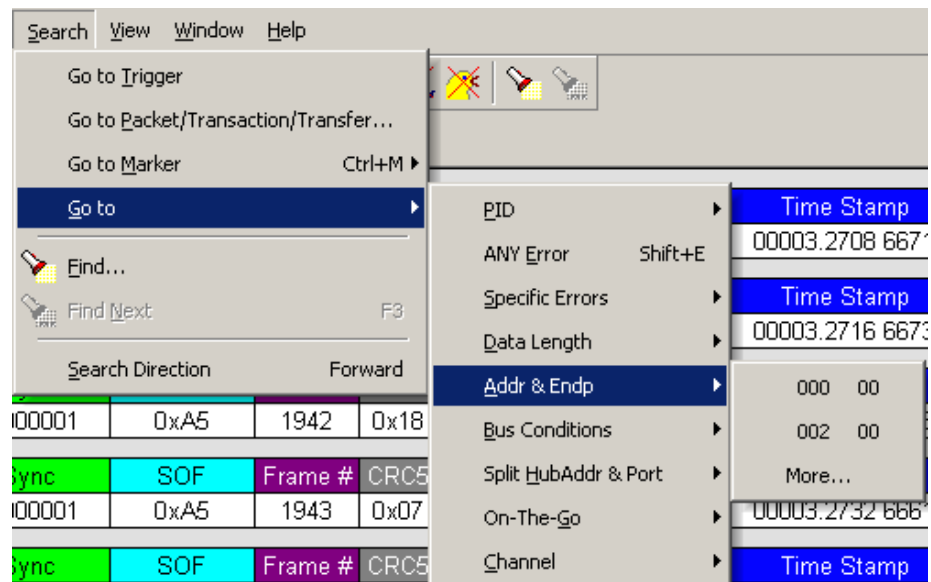 Search View Window Help
Go to Trigger
Go to Packet/Transaction/Transfer...
Go to Marker Ctrl+M
Go to
Find...
Find Next F3
Search Direction Forward
PID
ANY Error Shift+E
Specific Errors
Data Length
Addr & Endp
Bus Conditions
Split HubAddr & Port
On-The-Go
Channel
000 00
002 00
More...
Time Stamp
00003.2708 6671
Time Stamp
00003.2716 6673
000001 0xA5 1942 0x18
Sync SOF Frame # CRC5
000001 0xA5 1943 0x07 00003.2732 6661
Sync SOF Frame # CRC5 Time Stamp